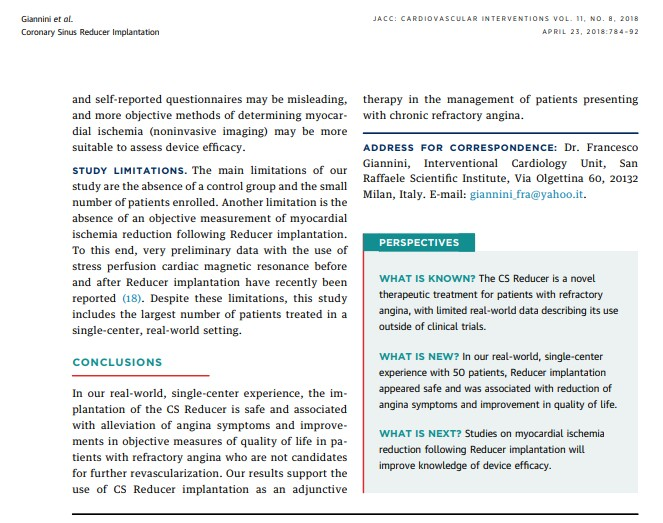 Giannini et al.
Coronary Sinus Reducer Implantation
JACC: CARDIOVASCULAR INTERVENTIONS VOL. 11, NO. 8, 2018
APRIL 23, 2018:784–92
and self-reported questionnaires may be misleading,
and more objective methods of determining myocar-
dial ischemia (noninvasive imaging) may be more
suitable to assess device efficacy.
STUDY LIMITATIONS. The main limitations of our
study are the absence of a control group and the small
number of patients enrolled. Another limitation is the
absence of an objective measurement of myocardial
ischemia reduction following Reducer implantation.
To this end, very preliminary data with the use of
stress perfusion cardiac magnetic resonance before
and after Reducer implantation have recently been
reported (18). Despite these limitations, this study
includes the largest number of patients treated in a
single-center, real-world setting.
CONCLUSIONS
In our real-world, single-center experience, the im-
plantation of the CS Reducer is safe and associated
with alleviation of angina symptoms and improve-
ments in objective measures of quality of life in pa-
tients with refractory angina who are not candidates
for further revascularization. Our results support the
use of CS Reducer implantation as an adjunctive
therapy in the management of patients presenting
with chronic refractory angina.
ADDRESS FOR CORRESPONDENCE: Dr. Francesco
Giannini, Interventional Cardiology Unit, San
Raffaele Scientific Institute, Via Olgettina 60, 20132
Milan, Italy. E-mail: giannini_fra@yahoo.it.
PERSPECTIVES
WHAT IS KNOWN? The CS Reducer is a novel
therapeutic treatment for patients with refractory
angina, with limited real-world data describing its use
outside of clinical trials.
WHAT IS NEW? In our real-world, single-center
experience with 50 patients, Reducer implantation
appeared safe and was associated with reduction of
angina symptoms and improvement in quality of life.
WHAT IS NEXT? Studies on myocardial ischemia
reduction following Reducer implantation will
improve knowledge of device efficacy.